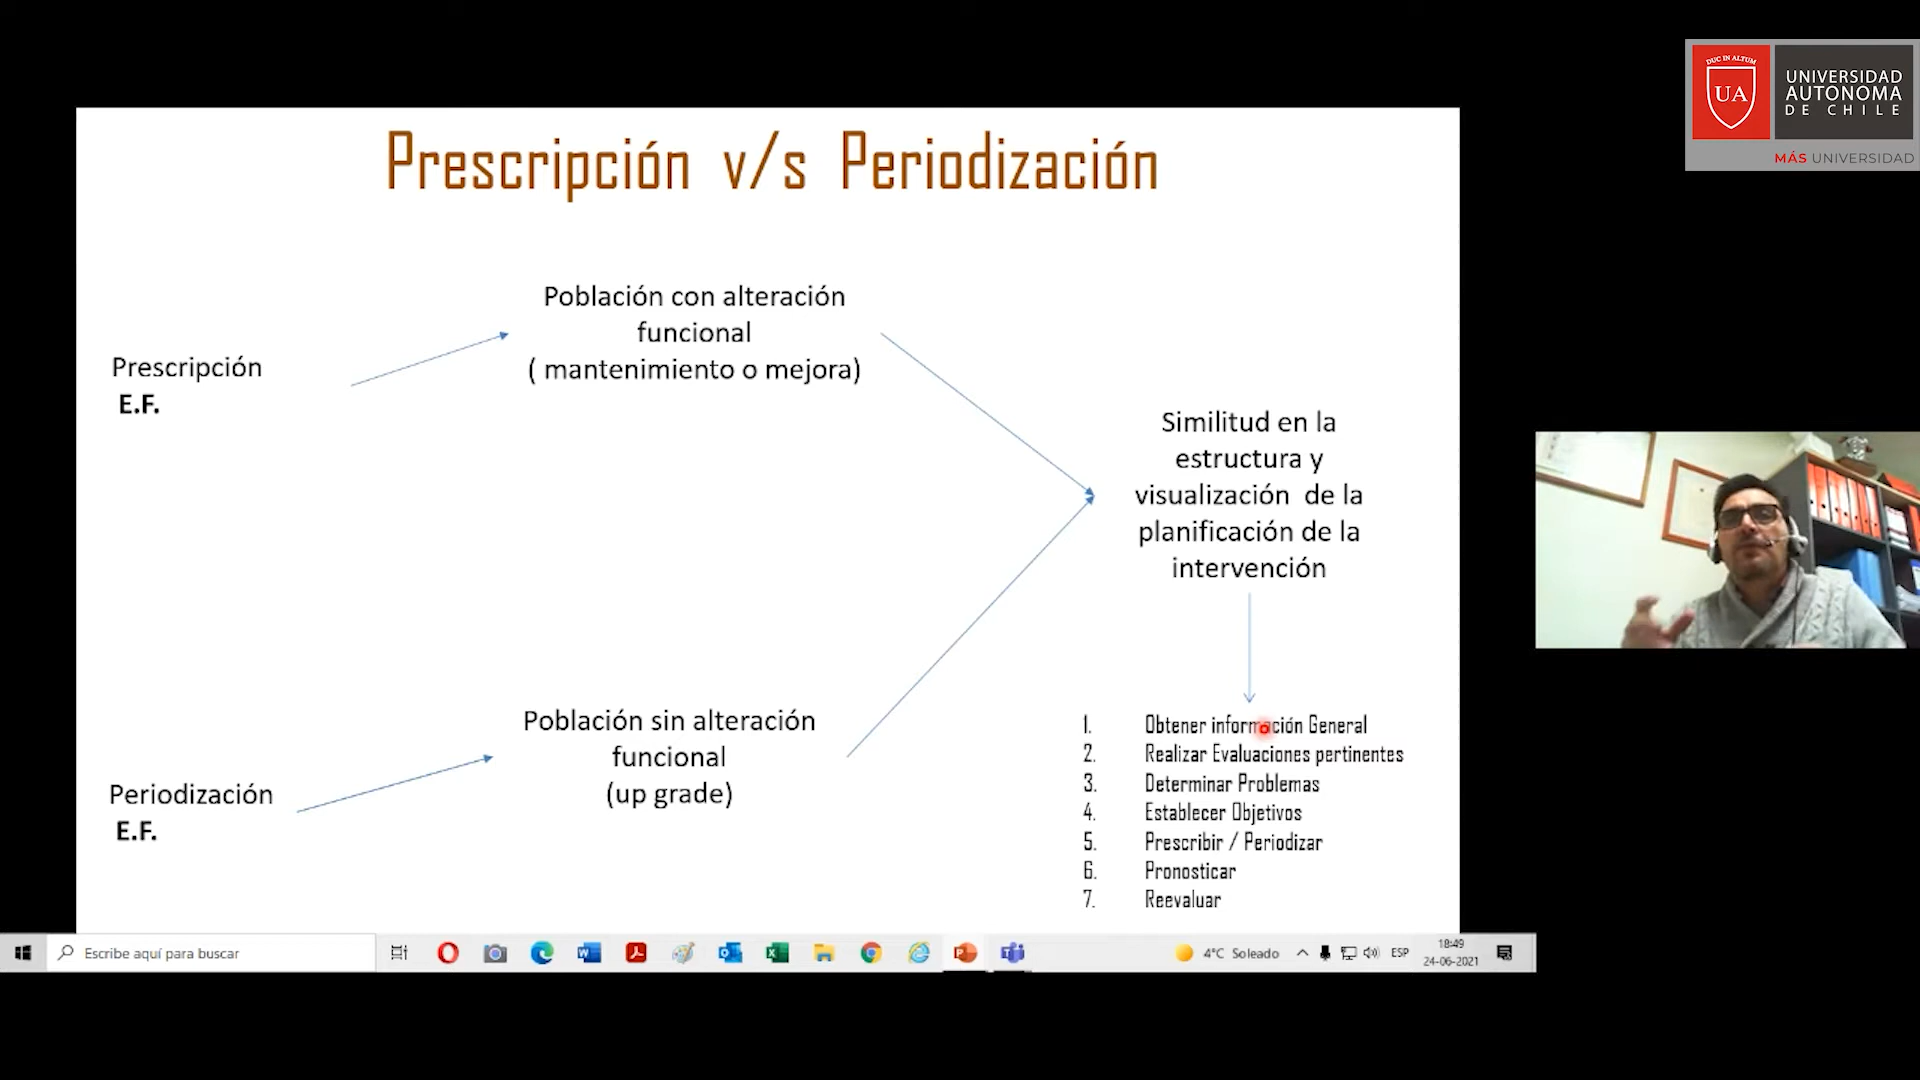 DUC IN ALTUM
UA
UNIVERSIDAD
AUTONOMA
DE CHILE
MÁS UNIVERSIDAD
Prescripción v/s Periodización
Población con alteración
funcional
( mantenimiento o mejora)
Prescripción
E.F.
Similitud en la
estructura y
visualización de la
planificación de la
intervención
Población sin alteración
funcional
(up grade)
Periodización
E.F.
1. Obtener información General
2. Realizar Evaluaciones pertinentes
3. Determinar Problemas
4. Establecer Objetivos
5. Prescribir / Periodizar
6. Pronosticar
7. Reevaluar
Escribe aquí para buscar
4°C Soleado
ESP
18:49
24-06-2021